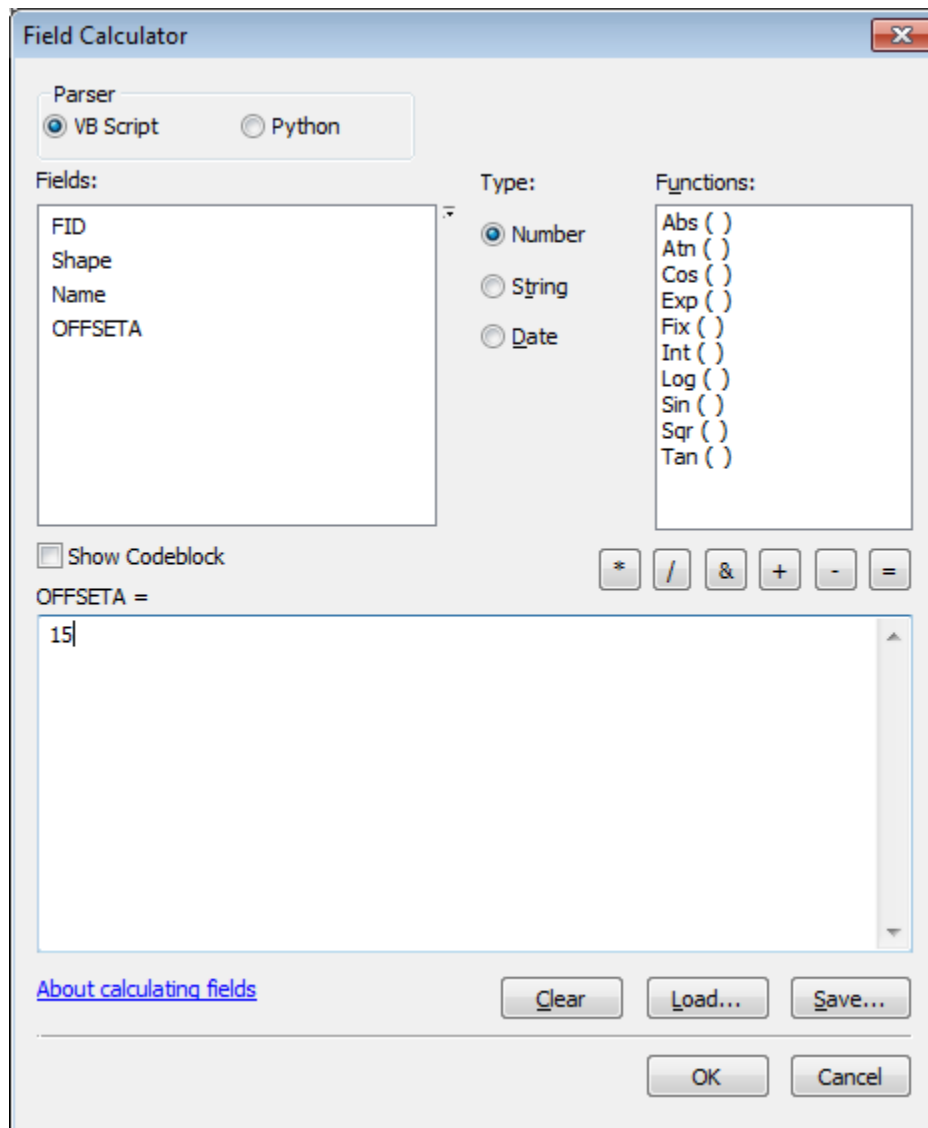 Field Calculator
Parser
VB Script Python
Fields: Type: Functions:
FID
Shape
Name
OFFSETA
Number
String
Date
Abs ( )
Atn ( )
Cos ( )
Exp ( )
Fix ( )
Int ( )
Log ( )
Sin ( )
Sqr ( )
Tan ( )
Show Codeblock
* / & + - =
OFFSETA =
15
About calculating fields Clear Load... Save...
OK Cancel